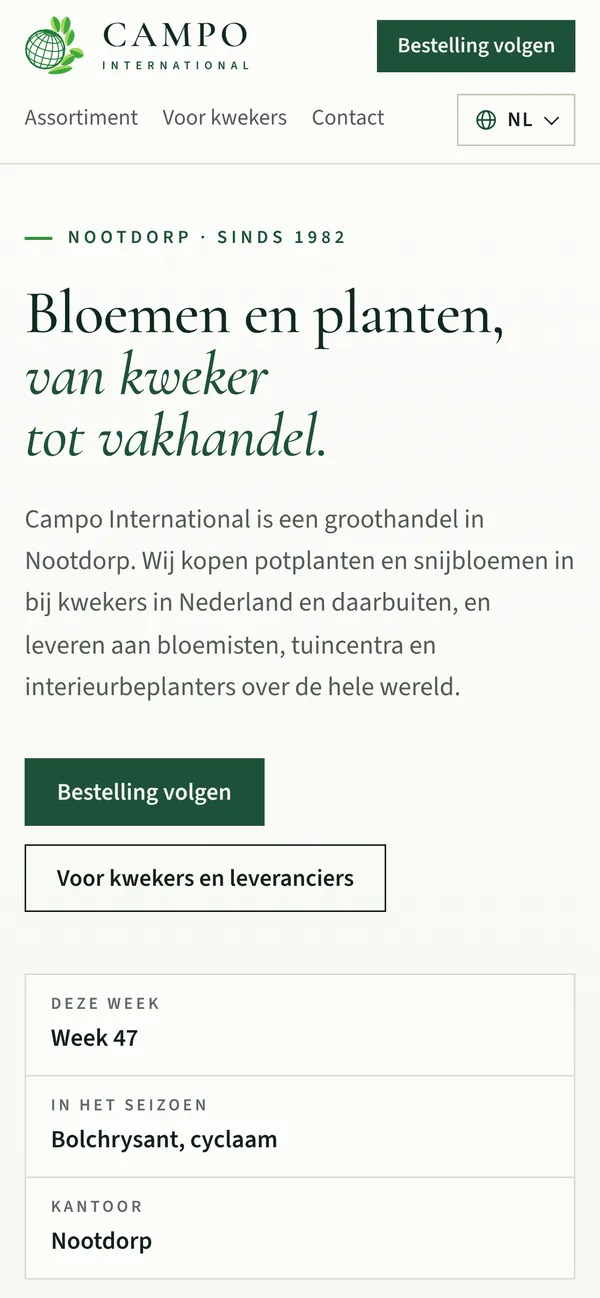 CAMPO
INTERNATIONAL
Bestelling volgen
Assortiment Voor kwekers Contact NL
NOOTDORP · SINDS 1982
Bloemen en planten,
van kweker
tot vakhandel.
Campo International is een groothandel in
Nootdorp. Wij kopen potplanten en snijbloemen in
bij kwekers in Nederland en daarbuiten, en
leveren aan bloemisten, tuincentra en
interieurbeplanters over de hele wereld.
Bestelling volgen
Voor kwekers en leveranciers
DEZE WEEK
Week 47
IN HET SEIZOEN
Bolchrysant, cyclaam
KANTOOR
Nootdorp